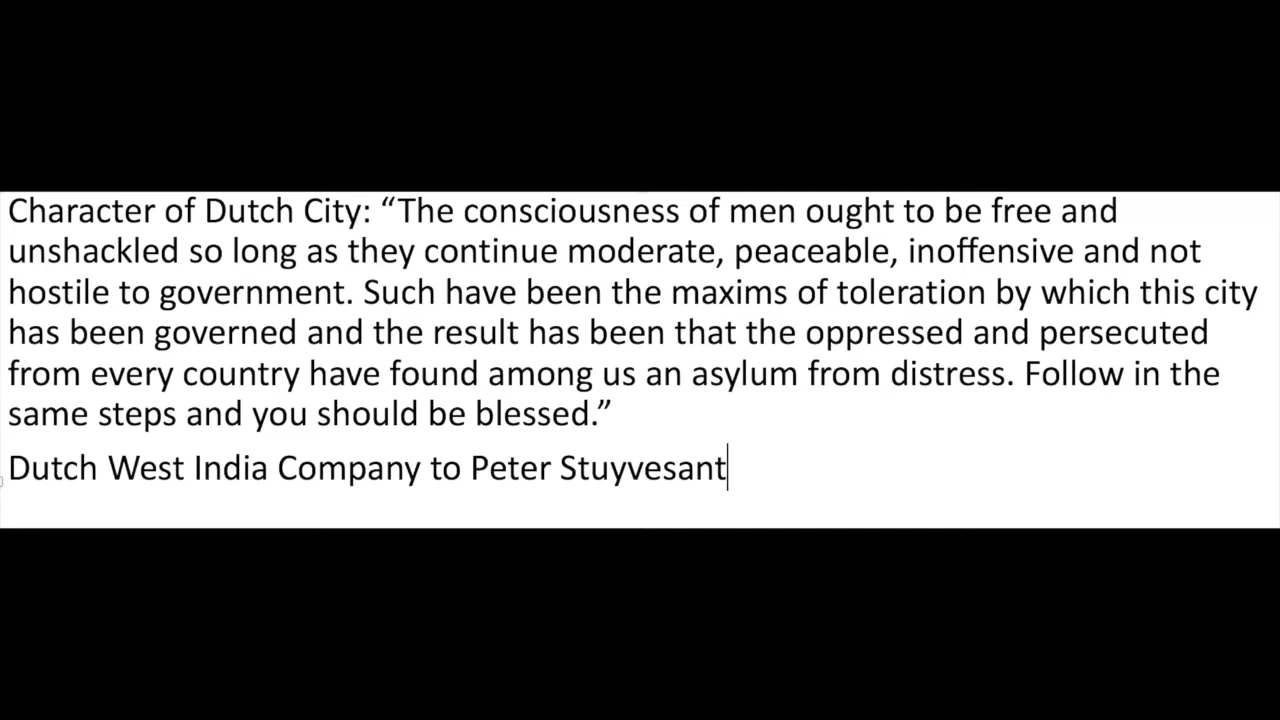 Character of Dutch City: “The consciousness of men ought to be free and
unshackled so long as they continue moderate, peaceable, inoffensive and not
hostile to government. Such have been the maxims of toleration by which this city
has been governed and the result has been that the oppressed and persecuted
from every country have found among us an asylum from distress. Follow in the
same steps and you should be blessed.”
Dutch West India Company to Peter Stuyvesant